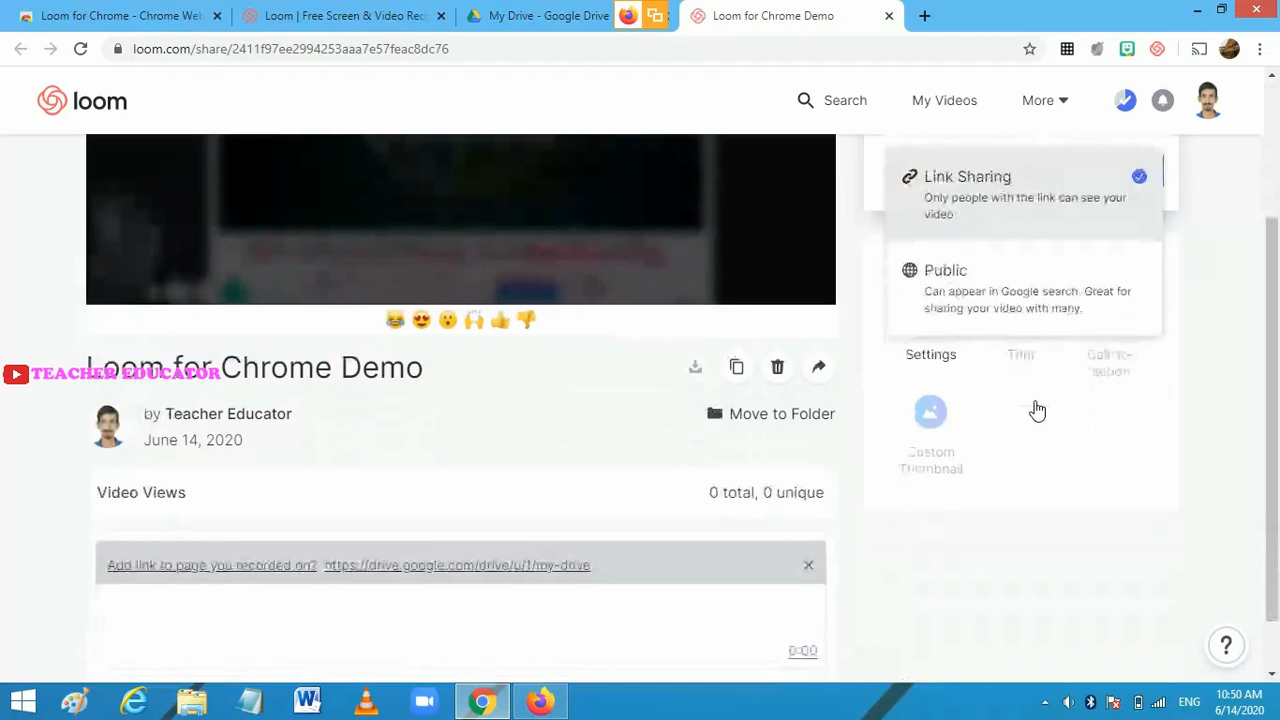 Loom for Chrome - Chrome Web
Loom | Free Screen & Video Rec
My Drive - Google Drive
Loom for Chrome Demo
loom.com/share/2411f97ee2994253aaa7e57feac8dc76
loom
Search
My Videos
More
Link Sharing
Only people with the link can see your
video
Public
Can appear in Google search. Great for
sharing your video with many.
Settings
Trim
Call-to-
Custom
Thumbnail
Loom for Chrome Demo
TEACHER EDUCATOR
by Teacher Educator
June 14, 2020
Move to Folder
Video Views
0 total, 0 unique
Add link to page you recorded on? https://drive.google.com/drive/u/1/my-drive
0:00
?
ENG
10:50 AM
6/14/2020